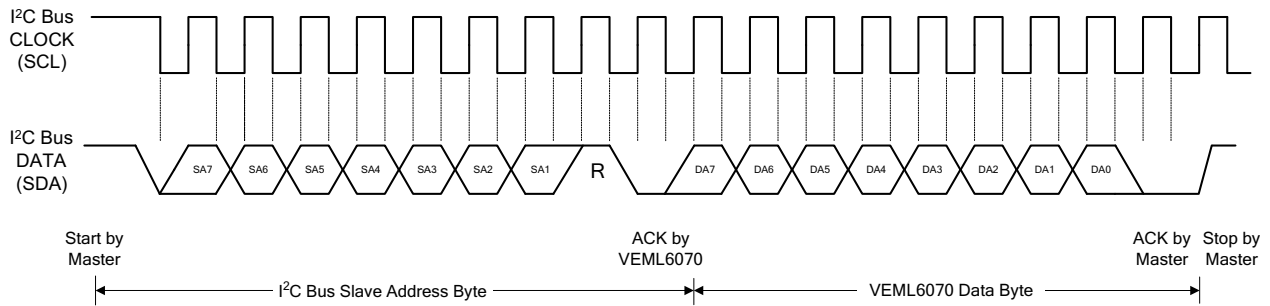 I²C Bus
CLOCK
(SCL)
I²C Bus
DATA
(SDA)
SA7 SA6 SA5 SA4 SA3 SA2 SA1 R DA7 DA6 DA5 DA4 DA3 DA2 DA1 DA0
Start by
Master
ACK by
VEML6070
ACK by
Master
Stop by
Master
I²C Bus Slave Address Byte
VEML6070 Data Byte